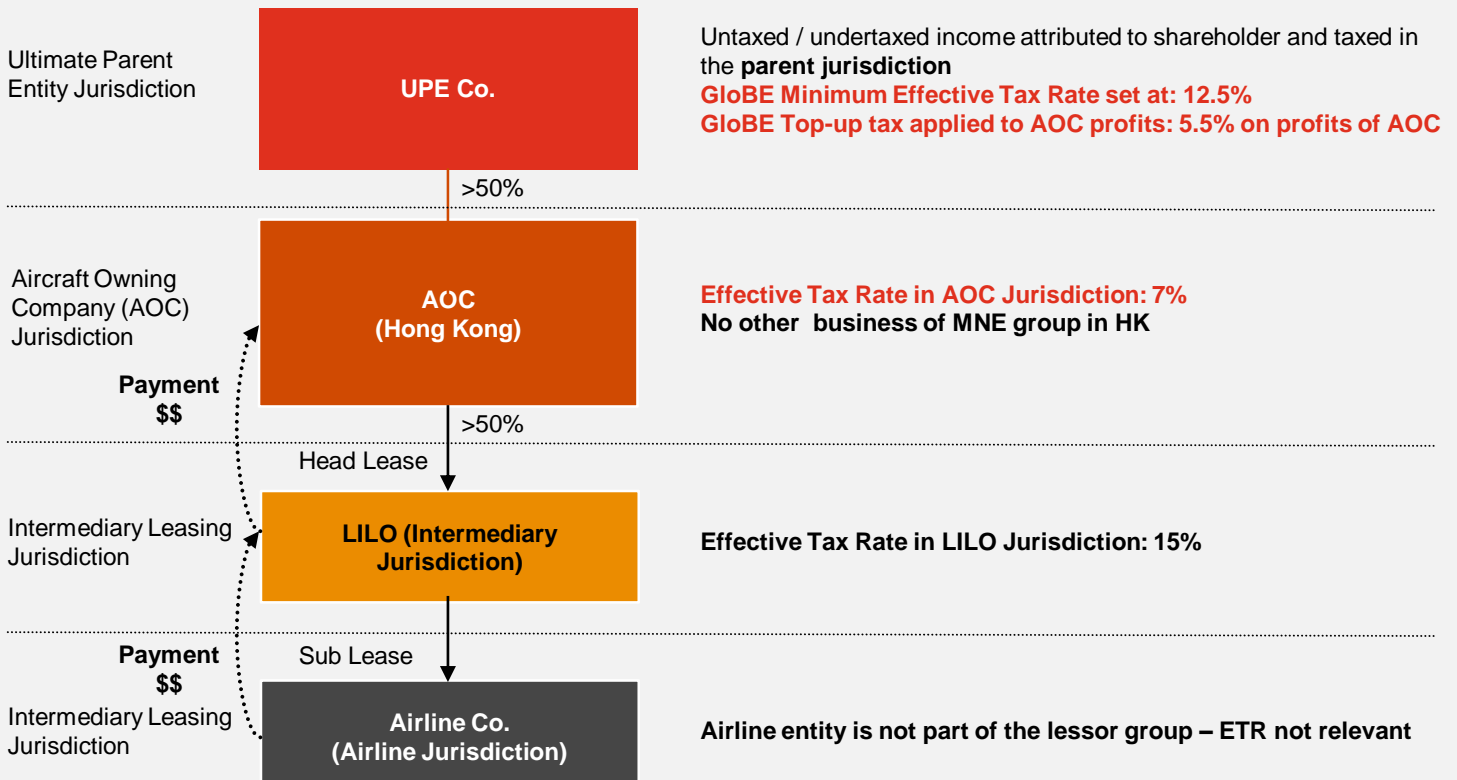 Ultimate Parent
Entity Jurisdiction
UPE Co.
Untaxed / undertaxed income attributed to shareholder and taxed in
the parent jurisdiction
GloBE Minimum Effective Tax Rate set at: 12.5%
GloBE Top-up tax applied to AOC profits: 5.5% on profits of AOC
>50%
Aircraft Owning
Company (AOC)
Jurisdiction
AOC
(Hong Kong)
Effective Tax Rate in AOC Jurisdiction: 7%
No other business of MNE group in HK
Payment
$$
>50%
Head Lease
Intermediary Leasing
Jurisdiction
LILO (Intermediary
Jurisdiction)
Effective Tax Rate in LILO Jurisdiction: 15%
Payment
$$
Sub Lease
Intermediary Leasing
Jurisdiction
Airline Co.
(Airline Jurisdiction)
Airline entity is not part of the lessor group – ETR not relevant